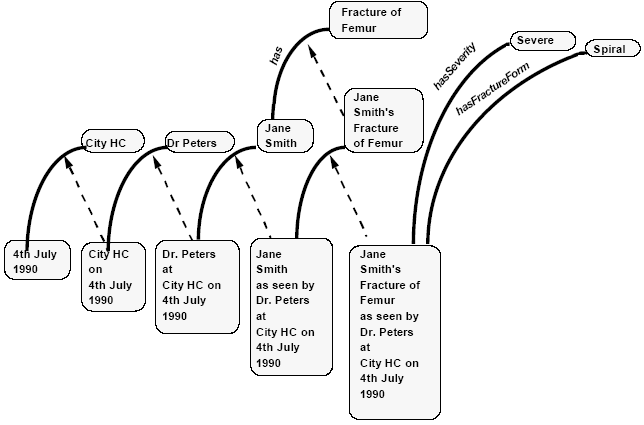 Fracture of
Femur
has
Severe
Spiral
hasSeverity
hasFractureForm
Jane
Smith's
Fracture
of Femur
City HC
Dr Peters
Jane
Smith
4th July
1990
City HC
on
4th July
1990
Dr. Peters
at
City HC on
4th July
1990
Jane
Smith
as seen by
Dr. Peters
at
City HC on
4th July
1990
Jane
Smith's
Fracture of
Femur
as seen by
Dr. Peters
at
City HC on
4th July
1990